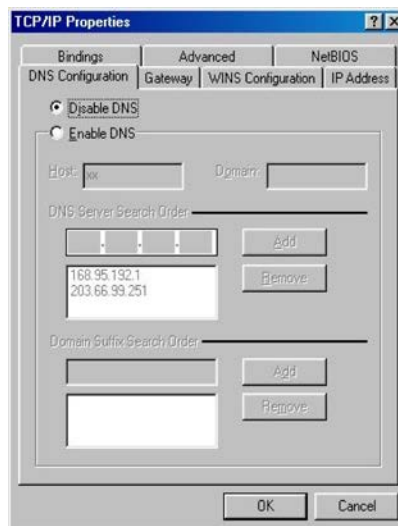 TCP/IP Properties
Bindings Advanced NetBIOS
DNS Configuration Gateway WINS Configuration IP Address
Disable DNS
Enable DNS
Host: xx Domain:
DNS Server Search Order
Add
168.95.192.1
203.66.99.251
Remove
Domain Suffix Search Order
Add
Remove
OK Cancel